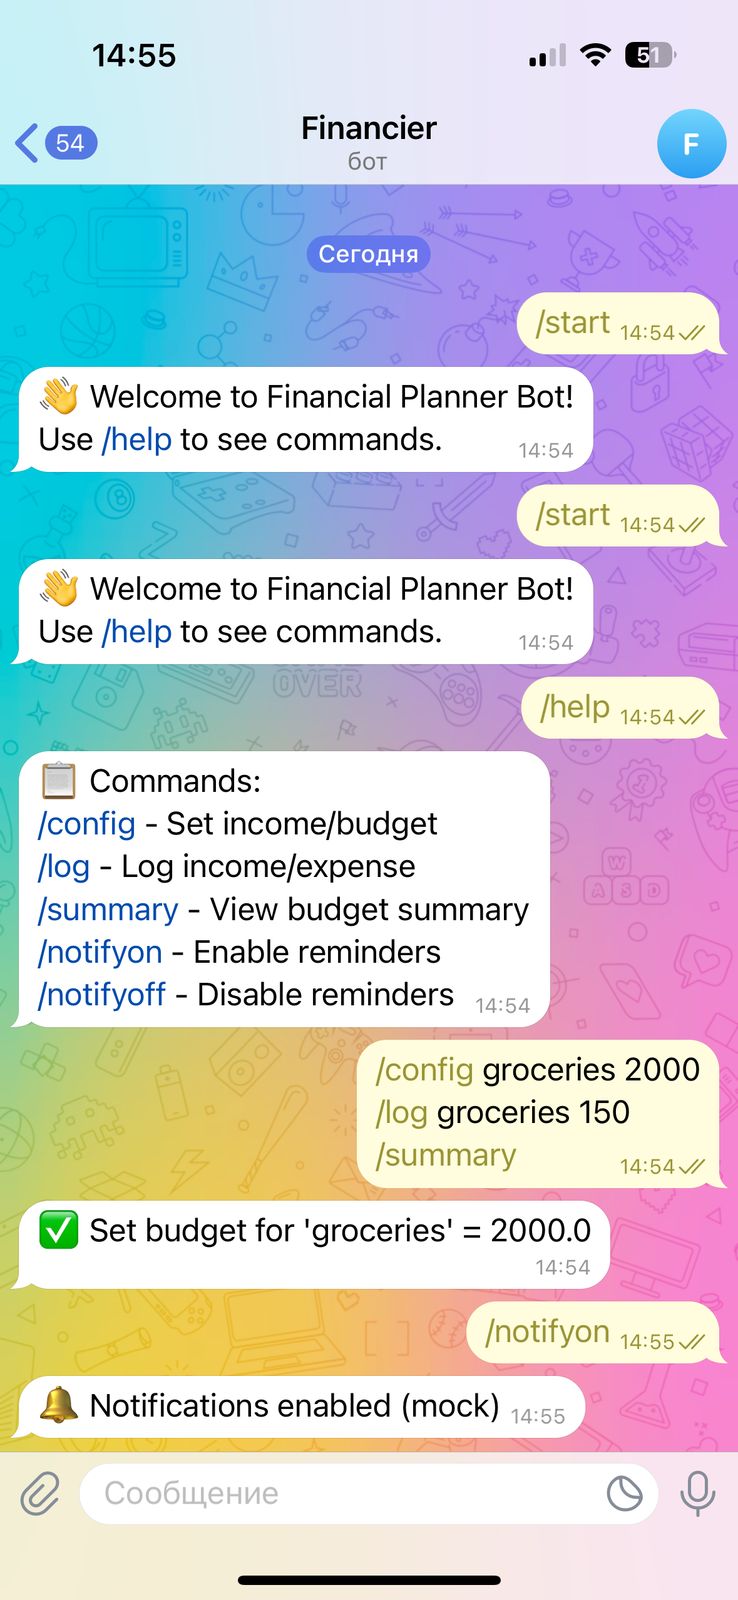 14:55
51
54
Financier
бот
F
Сегодня
/start 14:54
👋 Welcome to Financial Planner Bot!
Use /help to see commands. 14:54
/start 14:54
👋 Welcome to Financial Planner Bot!
Use /help to see commands. 14:54
OVER
/help 14:54
📋 Commands:
/config - Set income/budget
/log - Log income/expense
/summary - View budget summary
/notifyon - Enable reminders
/notifyoff - Disable reminders 14:54
W
A S D
/config groceries 2000
/log groceries 150
/summary 14:54
✅ Set budget for 'groceries' = 2000.0
14:54
/notifyon 14:55
🔔 Notifications enabled (mock) 14:55
Сообщение